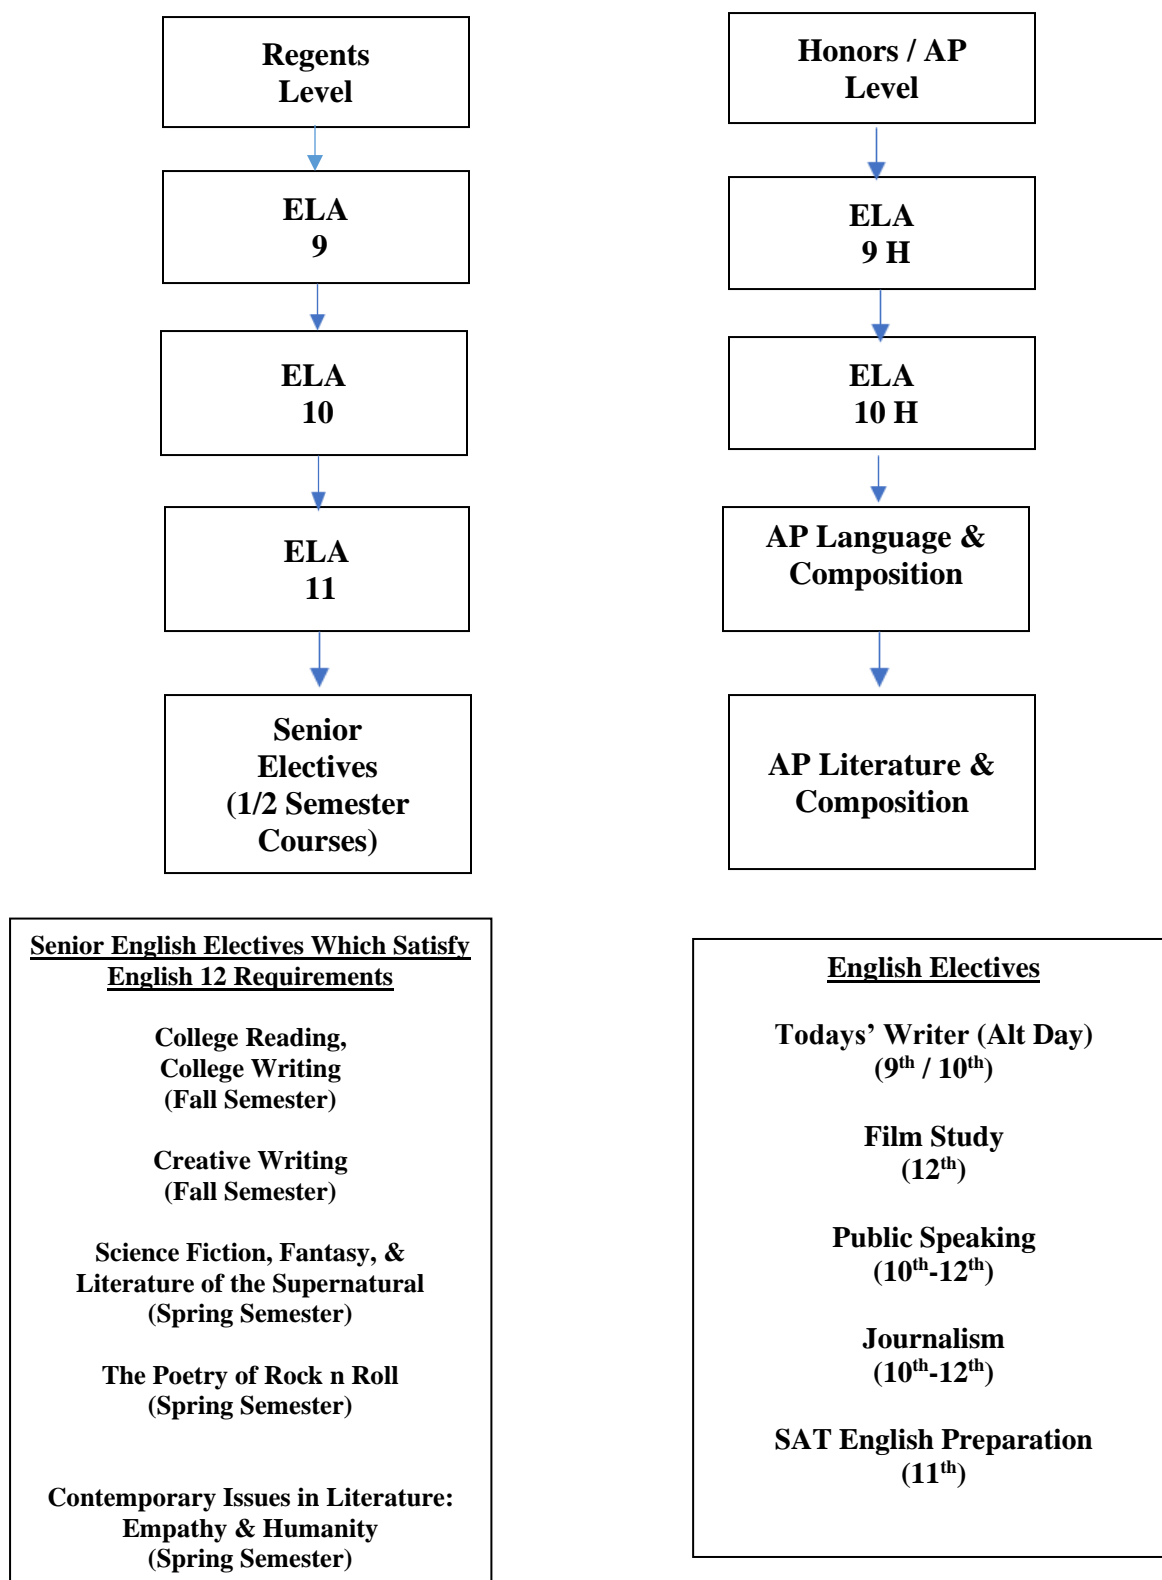 Regents
Level
ELA
9
ELA
10
ELA
11
Senior
Electives
(1/2 Semester
Courses)
Honors / AP
Level
ELA
9 H
ELA
10 H
AP Language &
Composition
AP Literature &
Composition
Senior English Electives Which Satisfy
English 12 Requirements
College Reading,
College Writing
(Fall Semester)
Creative Writing
(Fall Semester)
Science Fiction, Fantasy, &
Literature of the Supernatural
(Spring Semester)
The Poetry of Rock n Roll
(Spring Semester)
Contemporary Issues in Literature:
Empathy & Humanity
(Spring Semester)
English Electives
Todays’ Writer (Alt Day)
(9th / 10th)
Film Study
(12th)
Public Speaking
(10th-12th)
Journalism
(10th-12th)
SAT English Preparation
(11th)